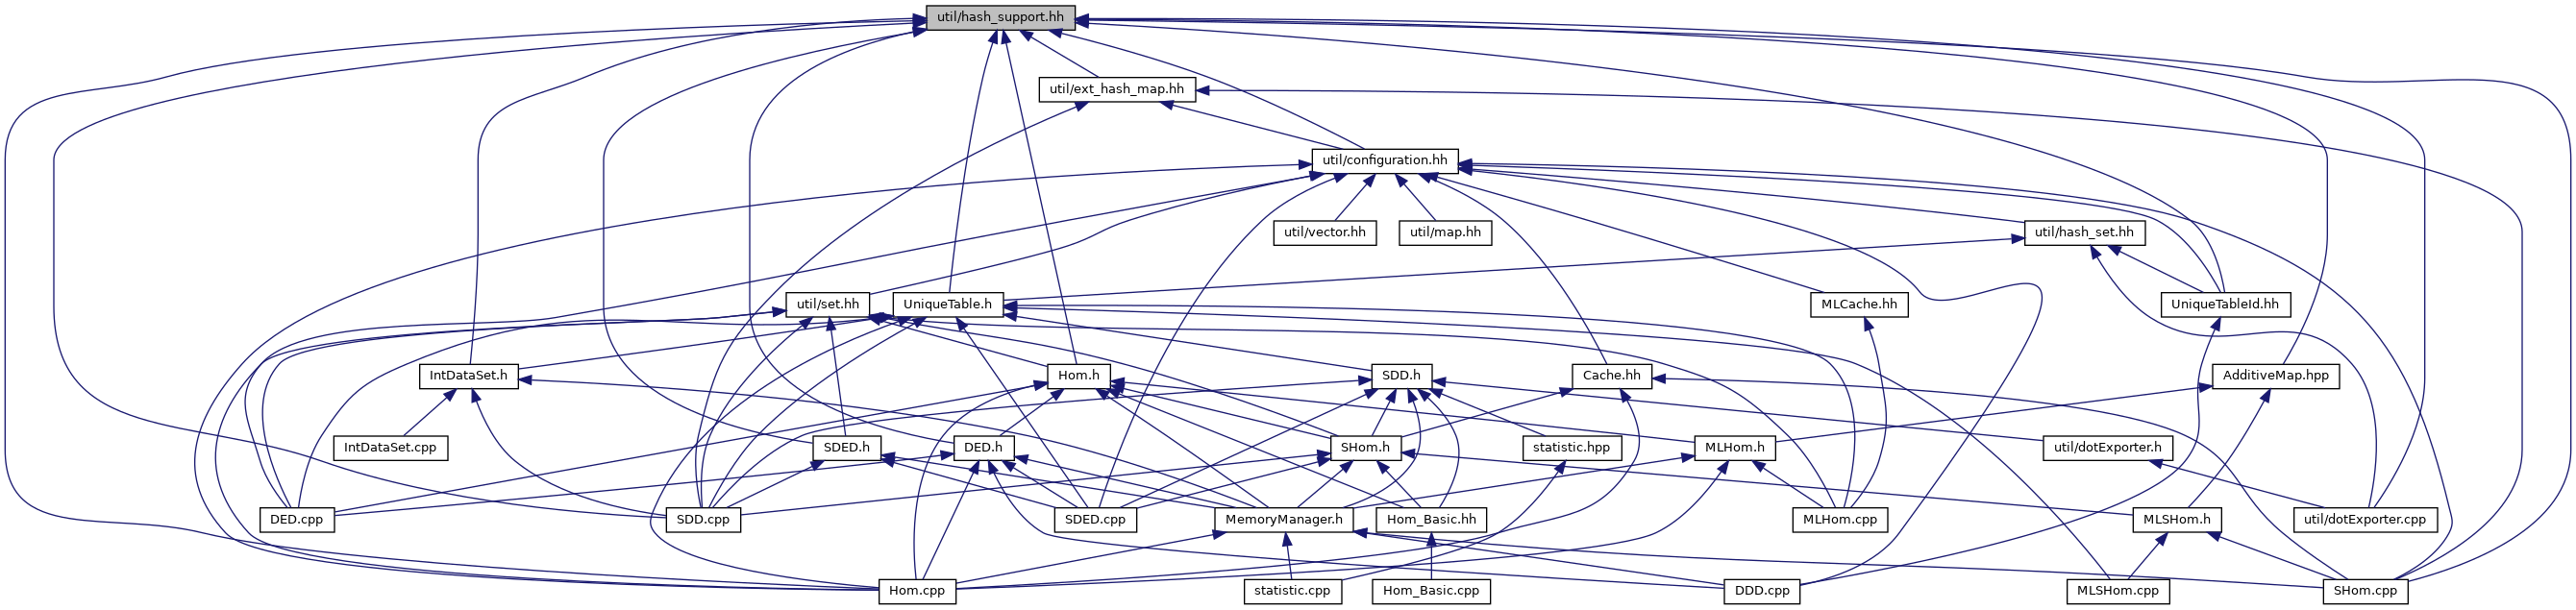 util/hash_support.hh
util/ext_hash_map.hh
util/configuration.hh
util/vector.hh
util/map.hh
util/hash_set.hh
util/set.hh
UniqueTable.h
MLCache.hh
UniqueTableId.hh
IntDataSet.h
Hom.h
SDD.h
Cache.hh
AdditiveMap.hpp
IntDataSet.cpp
SDED.h
DED.h
SHom.h
statistic.hpp
MLHom.h
util/dotExporter.h
DED.cpp
SDD.cpp
SDED.cpp
MemoryManager.h
Hom_Basic.hh
MLHom.cpp
MLSHom.h
util/dotExporter.cpp
Hom.cpp
statistic.cpp
Hom_Basic.cpp
DDD.cpp
MLSHom.cpp
SHom.cpp